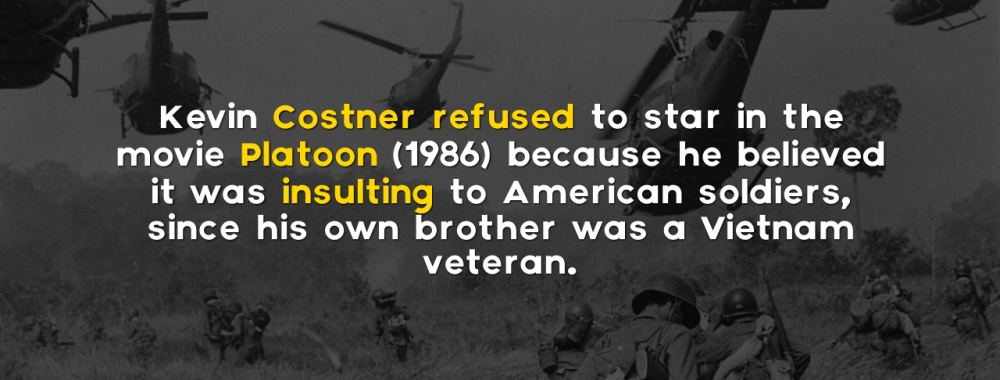 Kevin Costner refused to star in the
movie Platoon (1986) because he believed
it was insulting to American soldiers,
since his own brother was a Vietnam
veteran.